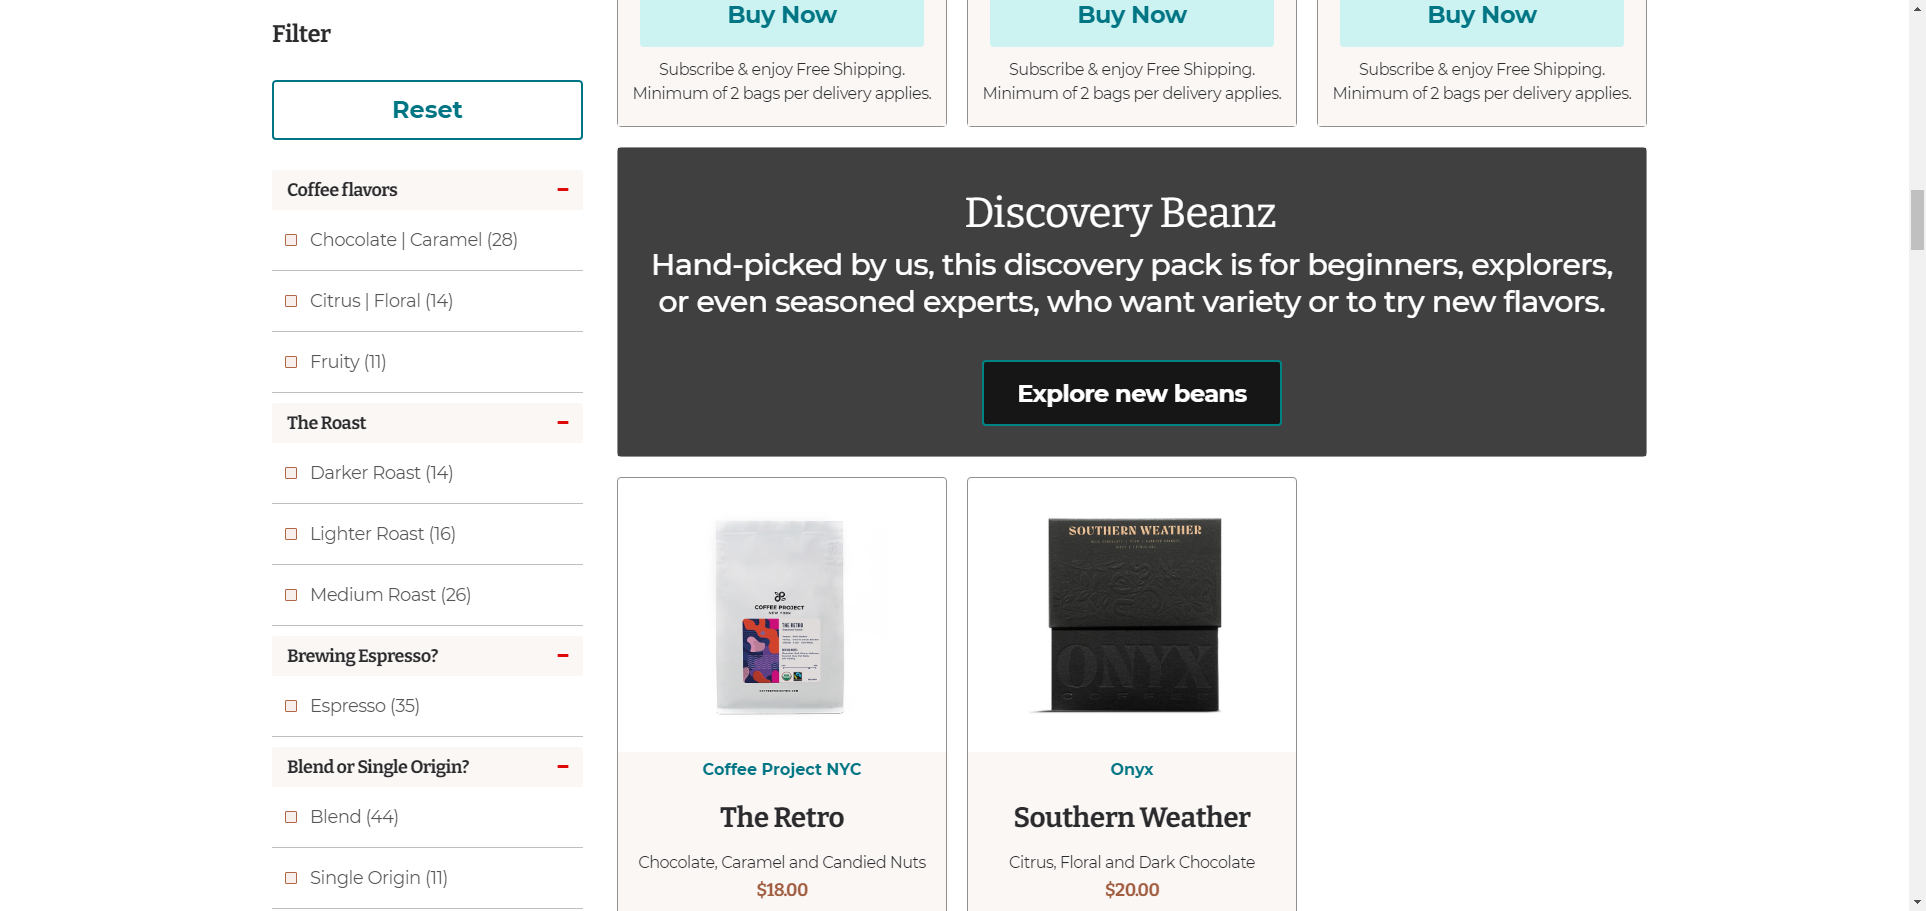 Filter
Reset
Coffee flavors
Chocolate | Caramel (28)
Citrus | Floral (14)
Fruity (11)
The Roast
Darker Roast (14)
Lighter Roast (16)
Medium Roast (26)
Brewing Espresso?
Espresso (35)
Blend or Single Origin?
Blend (44)
Single Origin (11)
Buy Now
Subscribe & enjoy Free Shipping.
Minimum of 2 bags per delivery applies.
Buy Now
Subscribe & enjoy Free Shipping.
Minimum of 2 bags per delivery applies.
Buy Now
Subscribe & enjoy Free Shipping.
Minimum of 2 bags per delivery applies.
Discovery Beanz
Hand-picked by us, this discovery pack is for beginners, explorers,
or even seasoned experts, who want variety or to try new flavors.
Explore new beans
COFFEE PROJECT
NEW YORK
THE RETRO
Coffee Project NYC
The Retro
Chocolate, Caramel and Candied Nuts
$18.00
SOUTHERN WEATHER
ONYX
COFFEE
Onyx
Southern Weather
Citrus, Floral and Dark Chocolate
$20.00